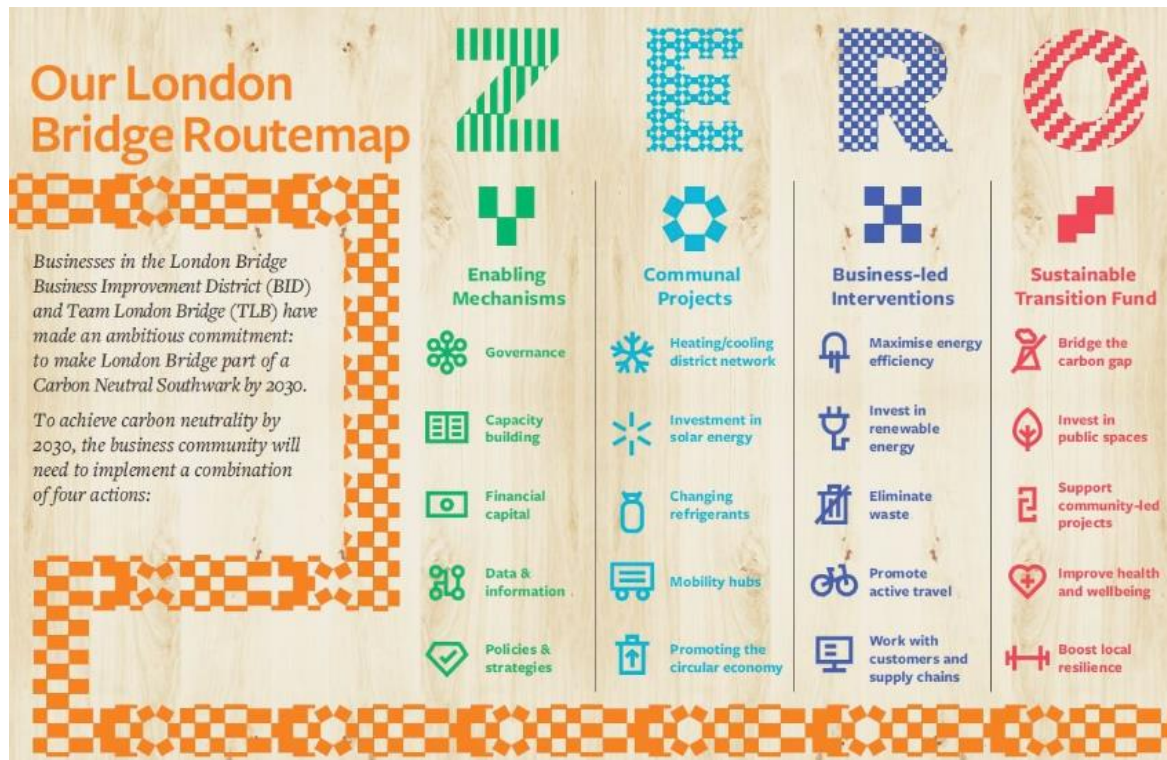 Our London
Bridge Routemap
Businesses in the London Bridge
Business Improvement District (BID)
and Team London Bridge (TLB) have
made an ambitious commitment:
to make London Bridge part of a
Carbon Neutral Southwark by 2030.
To achieve carbon neutrality by
2030, the business community will
need to implement a combination
of four actions:
Z E R O
Enabling
Mechanisms
Governance
Capacity
building
Financial
capital
Data &
information
Policies &
strategies
Communal
Projects
Heating/cooling
district network
Investment in
solar energy
Changing
refrigerants
Mobility hubs
Promoting the
circular economy
Business-led
Interventions
Maximise energy
efficiency
Invest in
renewable
energy
Eliminate
waste
Promote
active travel
Work with
customers and
supply chains
Sustainable
Transition Fund
Bridge the
carbon gap
Invest in
public spaces
Support
community-led
projects
Improve health
and wellbeing
Boost local
resilience